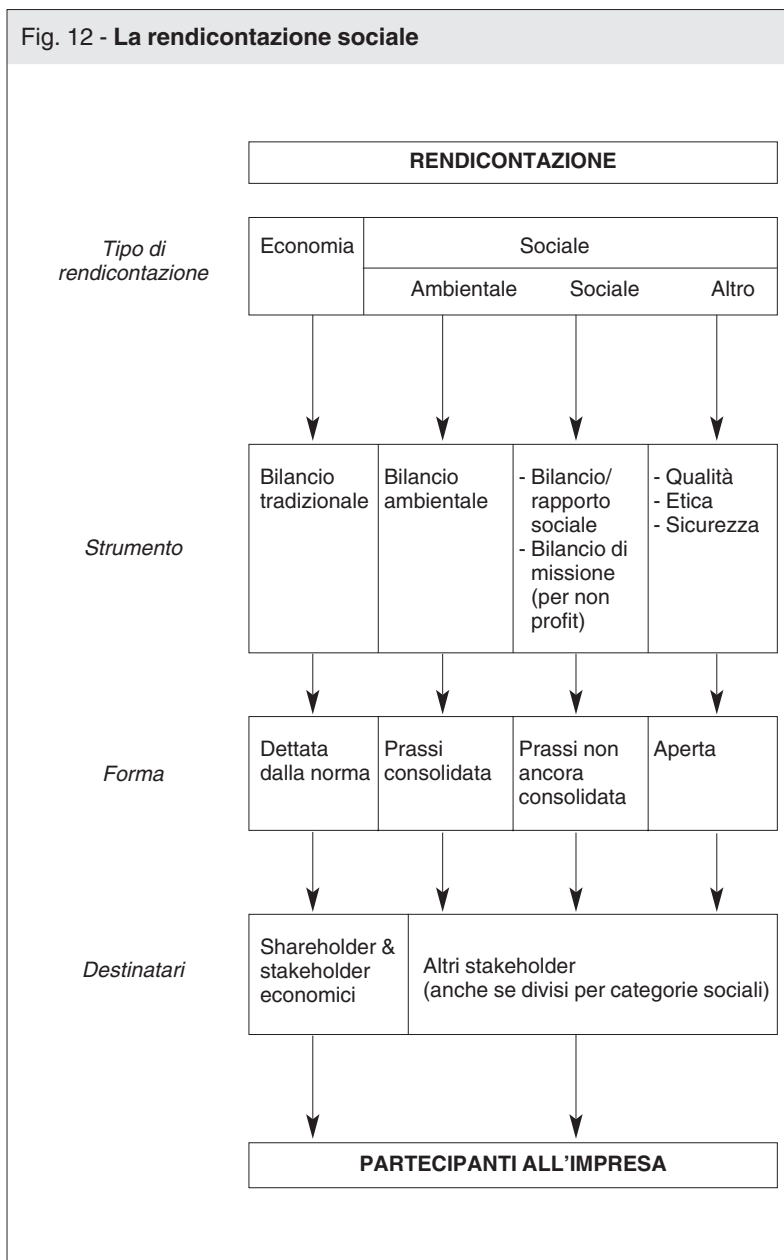 Fig. 12 - La rendicontazione sociale
RENDICONTAZIONE
Tipo di
rendicontazione
Economia
Sociale
Ambientale
Sociale
Altro
Strumento
Bilancio
tradizionale
Bilancio
ambientale
- Bilancio/
rapporto
sociale
- Bilancio di
missione
(per non
profit)
- Qualità
- Etica
- Sicurezza
Forma
Dettata
dalla norma
Prassi
consolidata
Prassi non
ancora
consolidata
Aperta
Destinatari
Shareholder &
stakeholder
economici
Altri stakeholder
(anche se divisi per categorie sociali)
PARTECIPANTI ALL'IMPRESA